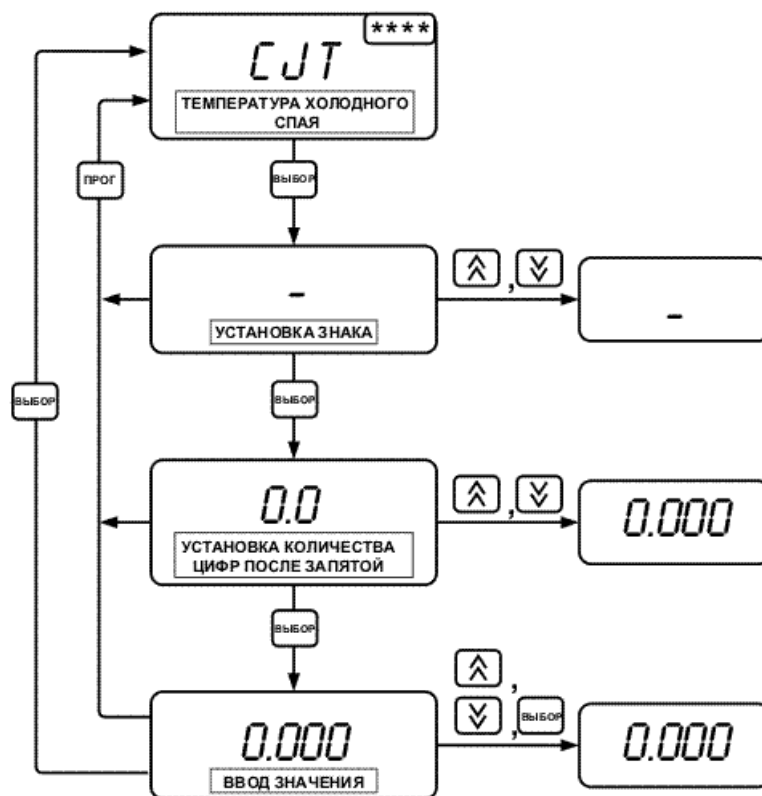 ****
CJT
ТЕМПЕРАТУРА ХОЛОДНОГО
СПАЯ
ПРОГ
ВЫБОР
-
УСТАНОВКА ЗНАКА
,
-
ВЫБОР
ВЫБОР
0.0
УСТАНОВКА КОЛИЧЕСТВА
ЦИФР ПОСЛЕ ЗАПЯТОЙ
,
0.000
ВЫБОР
0.000
ВВОД ЗНАЧЕНИЯ
,
, ВЫБОР
0.000